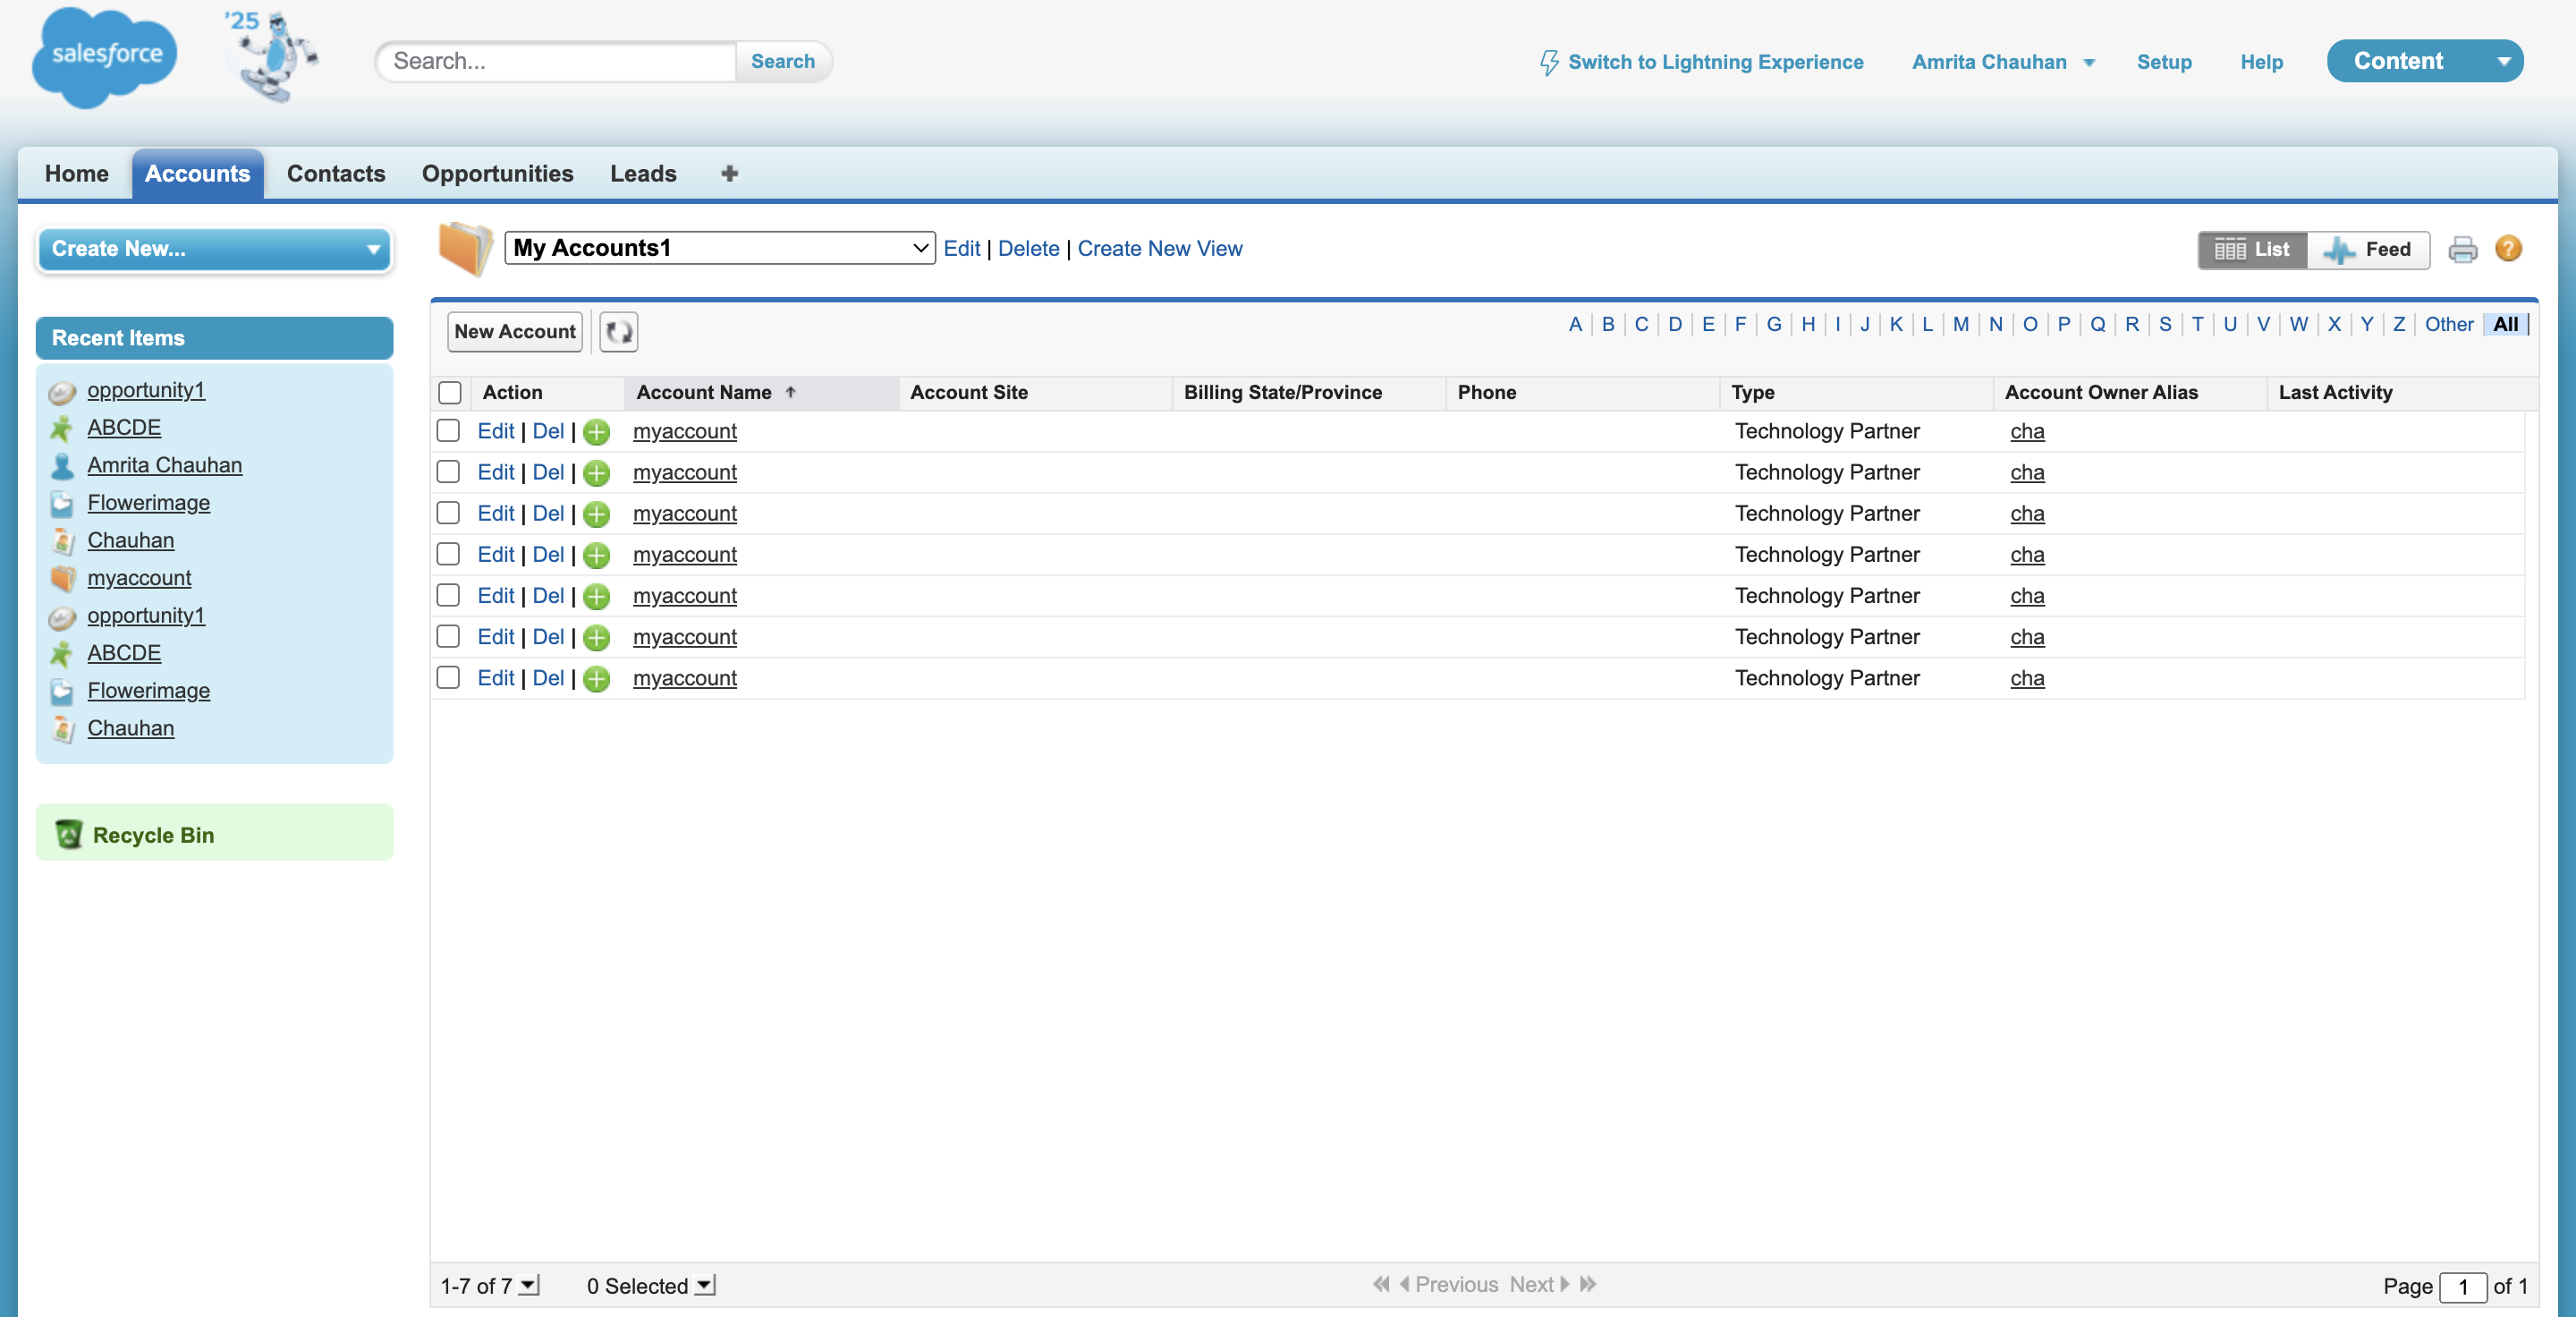 salesforce
'25
Search...
Search
Switch to Lightning Experience
Amrita Chauhan
Setup
Help
Content
Home
Accounts
Contacts
Opportunities
Leads
Create New...
My Accounts1
Edit | Delete | Create New View
List
Feed
?
Recent Items
opportunity1
ABCDE
Amrita Chauhan
Flowerimage
Chauhan
myaccount
opportunity1
ABCDE
Flowerimage
Chauhan
Recycle Bin
New Account
A | B | C | D | E | F | G | H | I | J | K | L | M | N | O | P | Q | R | S | T | U | V | W | X | Y | Z | Other | All
Action Account Name Account Site Billing State/Province Phone Type Account Owner Alias Last Activity
Edit | Del | myaccount Technology Partner cha
Edit | Del | myaccount Technology Partner cha
Edit | Del | myaccount Technology Partner cha
Edit | Del | myaccount Technology Partner cha
Edit | Del | myaccount Technology Partner cha
Edit | Del | myaccount Technology Partner cha
Edit | Del | myaccount Technology Partner cha
1-7 of 7 0 Selected Previous Next Page 1 of 1